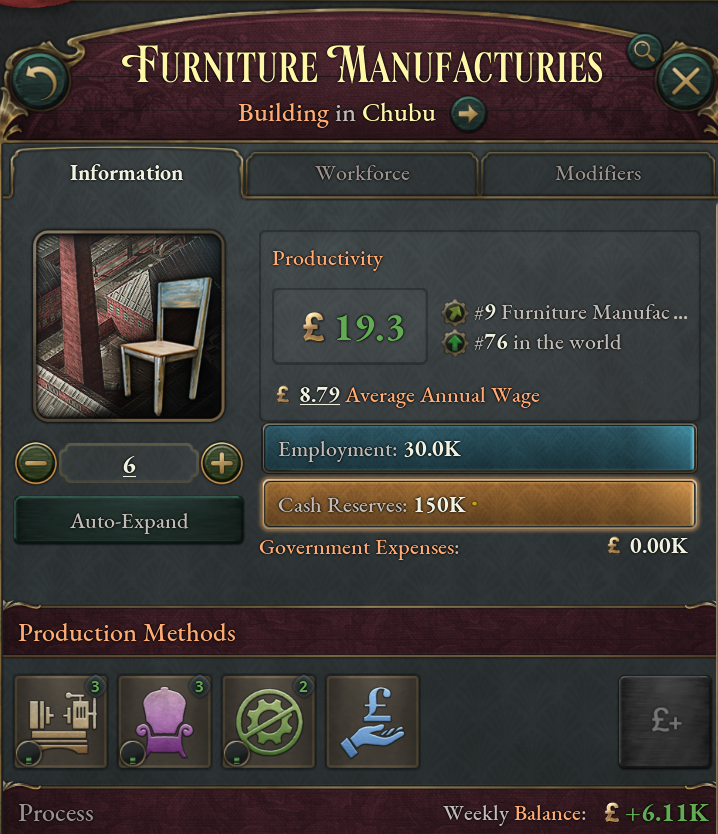 Furniture Manufacturies
Building in Chubu
Information
Workforce
Modifiers
Productivity
£ 19.3
#9 Furniture Manufac ...
#76 in the world
£ 8.79 Average Annual Wage
6
Employment: 30.0K
Auto-Expand
Cash Reserves: 150K
Government Expenses: £ 0.00K
Production Methods
3
3
2
£
£+
Process
Weekly Balance: £ +6.11K